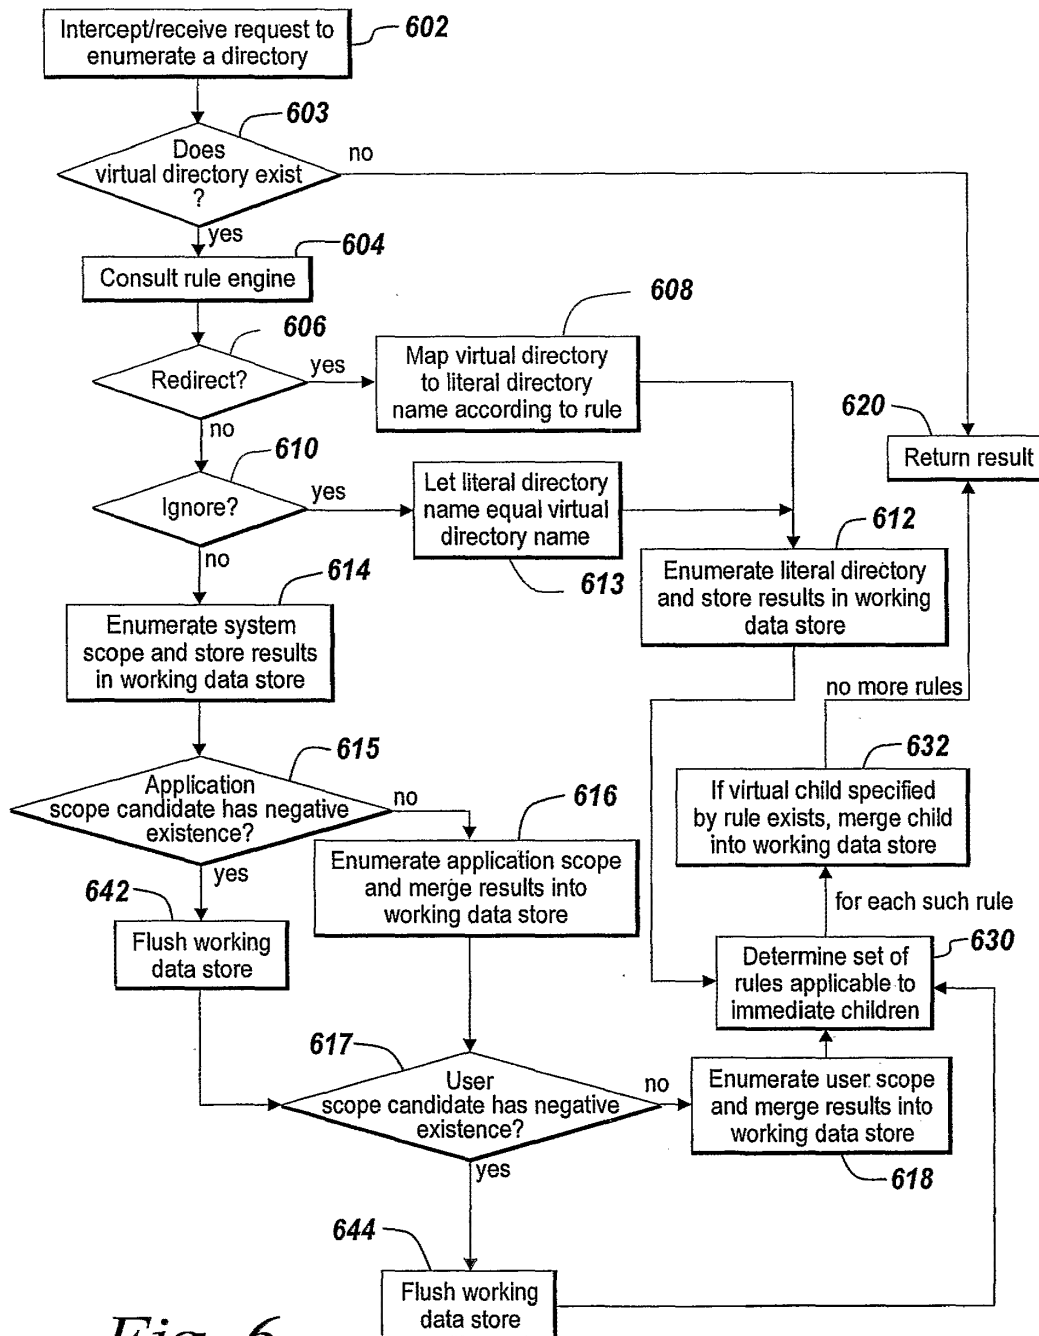 Intercept/receive request to
enumerate a directory
602
603
Does
virtual directory exist
?
no
yes
604
Consult rule engine
606
Redirect?
yes
no
608
Map virtual directory
to literal directory
name according to rule
620
Return result
610
Ignore?
yes
no
Let literal directory
name equal virtual
directory name
613
612
Enumerate literal directory
and store results in working
data store
614
Enumerate system
scope and store results
in working data store
no more rules
615
Application
scope candidate has negative
existence?
no
yes
616
Enumerate application scope
and merge results into
working data store
632
If virtual child specified
by rule exists, merge child
into working data store
for each such rule
642
Flush working
data store
630
Determine set of
rules applicable to
immediate children
617
User
scope candidate has negative
existence?
no
yes
Enumerate user scope
and merge results into
working data store
618
644
Flush working
data store
Fig. 6